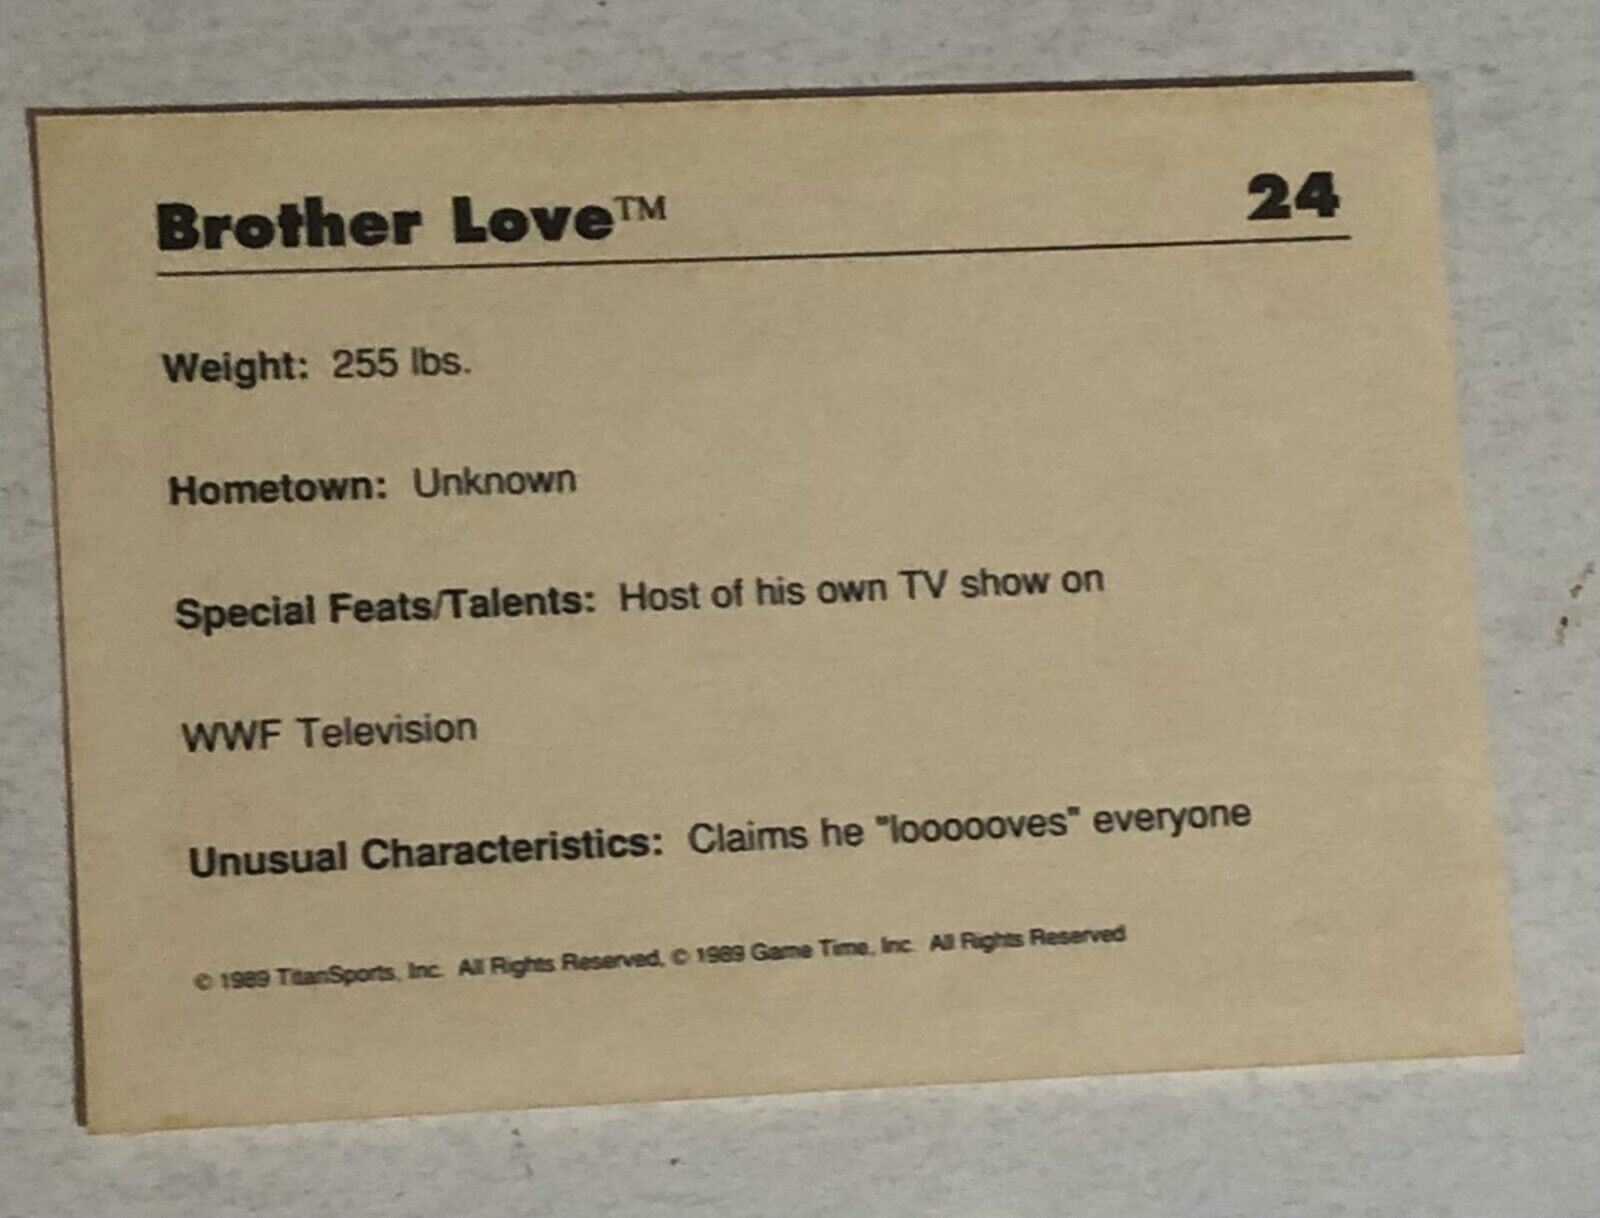 Brother Love™ 24
Weight: 255 lbs.
Hometown: Unknown
Special Feats/Talents: Host of his own TV show on
WWF Television
Unusual Characteristics: Claims he "loooooves" everyone
© 1989 TitanSports, Inc. All Rights Reserved, © 1989 Game Time, Inc. All Rights Reserved